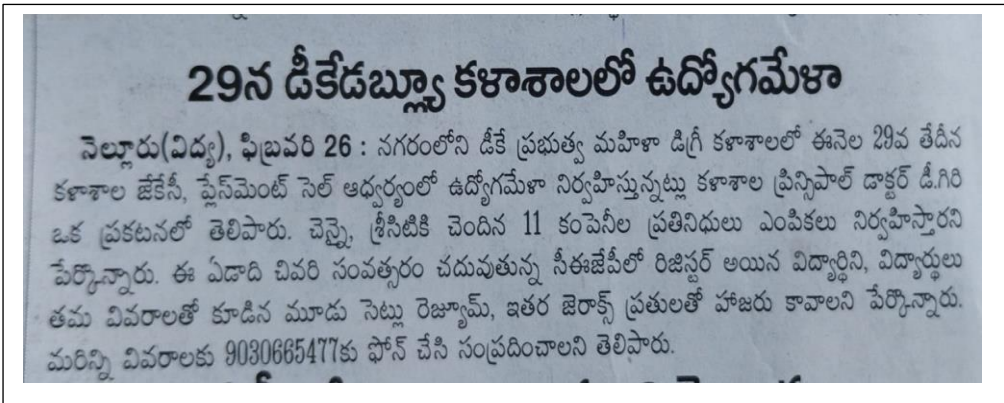 29న డీకేడబ్ల్యూ కళాశాలలో ఉద్యోగమేళా
నెల్లూరు(విద్య), ఫిబ్రవరి 26 : నగరంలోని డీకే ప్రభుత్వ మహిళా డిగ్రీ కళాశాలలో ఈనెల 29వ తేదీన
కళాశాల జేకేసీ, ప్లేస్‌మెంట్ సెల్ ఆధ్వర్యంలో ఉద్యోగమేళా నిర్వహిస్తున్నట్లు కళాశాల ప్రిన్సిపాల్ డాక్టర్ డీ.గిరి
ఒక ప్రకటనలో తెలిపారు. చెన్నై, శ్రీసిటికి చెందిన 11 కంపెనీల ప్రతినిధులు ఎంపికలు నిర్వహిస్తారని
పేర్కొన్నారు. ఈ ఏడాది చివరి సంవత్సరం చదువుతున్న సీఈజేపీలో రిజిస్టర్ అయిన విద్యార్థిని, విద్యార్థులు
తమ వివరాలతో కూడిన మూడు సెట్లు రెజ్యూమ్, ఇతర జెరాక్స్ ప్రతులతో హాజరు కావాలని పేర్కొన్నారు.
మరిన్ని వివరాలకు 9030665477కు ఫోన్ చేసి సంప్రదించాలని తెలిపారు.